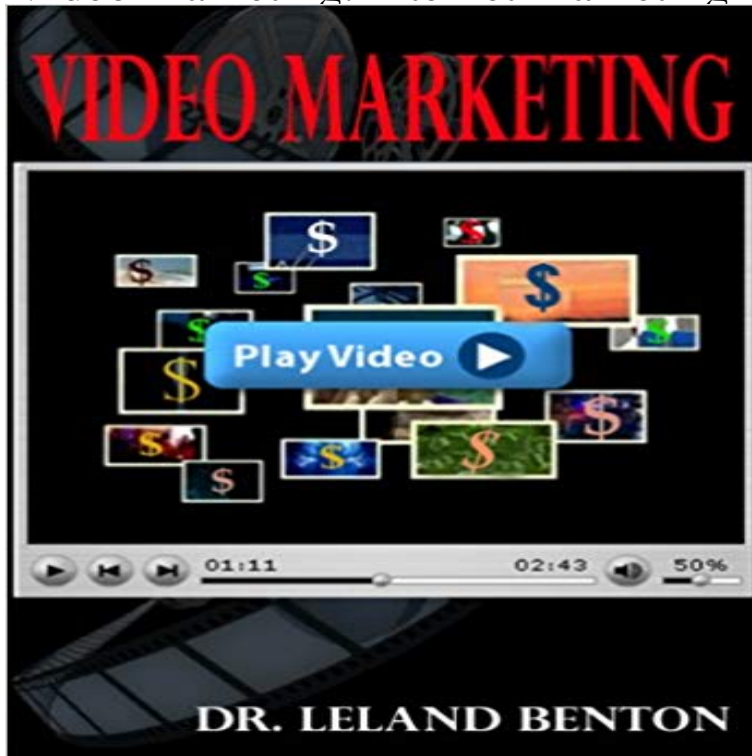 VIDEO MARKETING
$ $
$ $ $
$ $
Play Video
$ $
$ $ $
$
01:11 02:43 50%
DR. LELAND BENTON